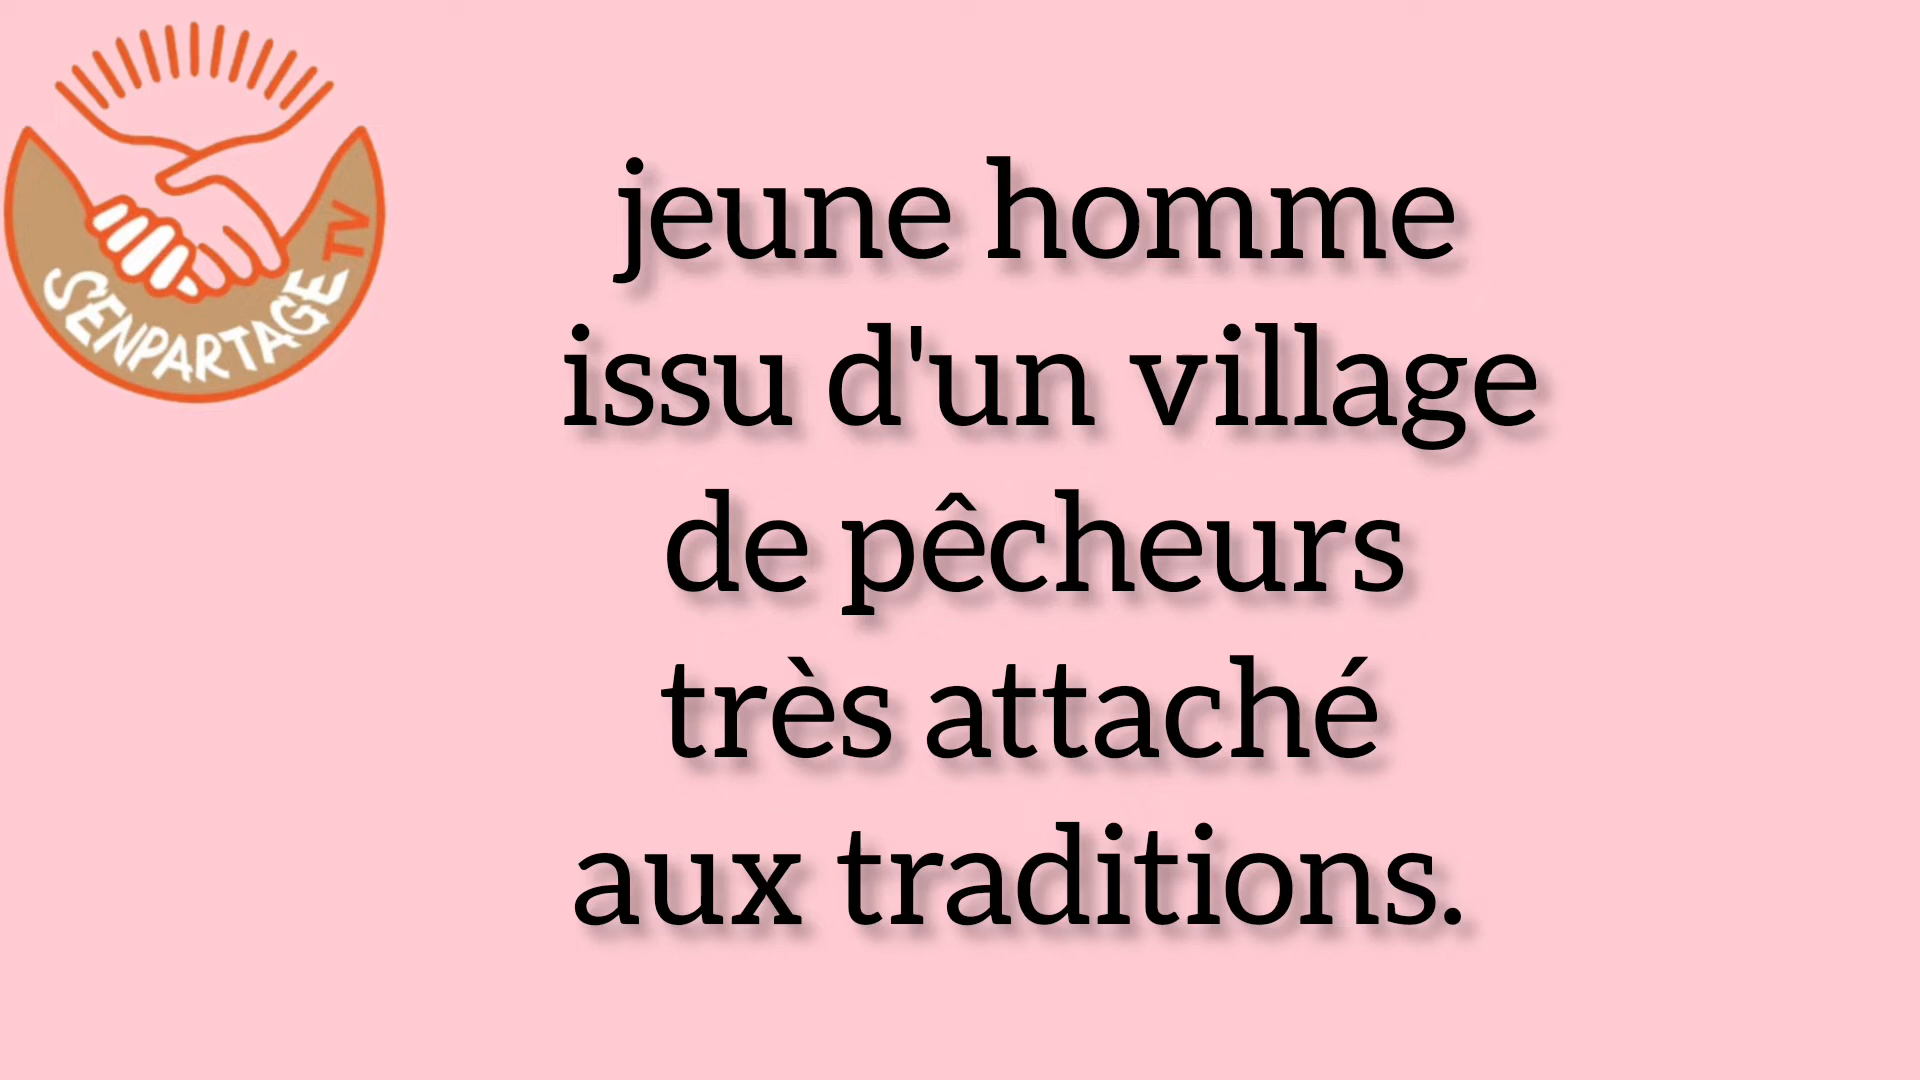 SENPARTAGE TV
jeune homme
issu d'un village
de pêcheurs
très attaché
aux traditions.